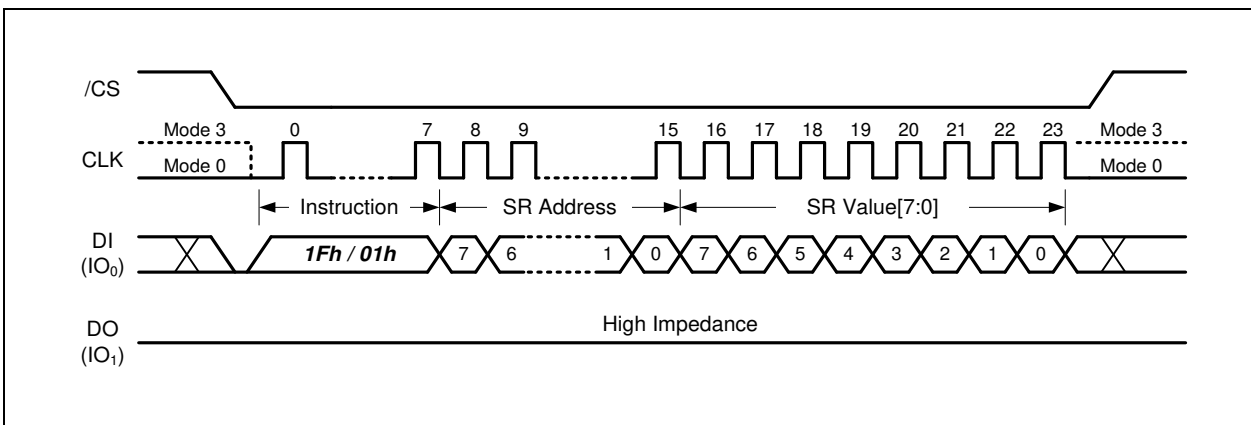 /CS
Mode 3 0 7 8 9 15 16 17 18 19 20 21 22 23 Mode 3
CLK Mode 0 Mode 0
Instruction SR Address SR Value[7:0]
DI 1Fh / 01h 7 6 1 0 7 6 5 4 3 2 1 0
(IO₀)
High Impedance
DO
(IO₁)